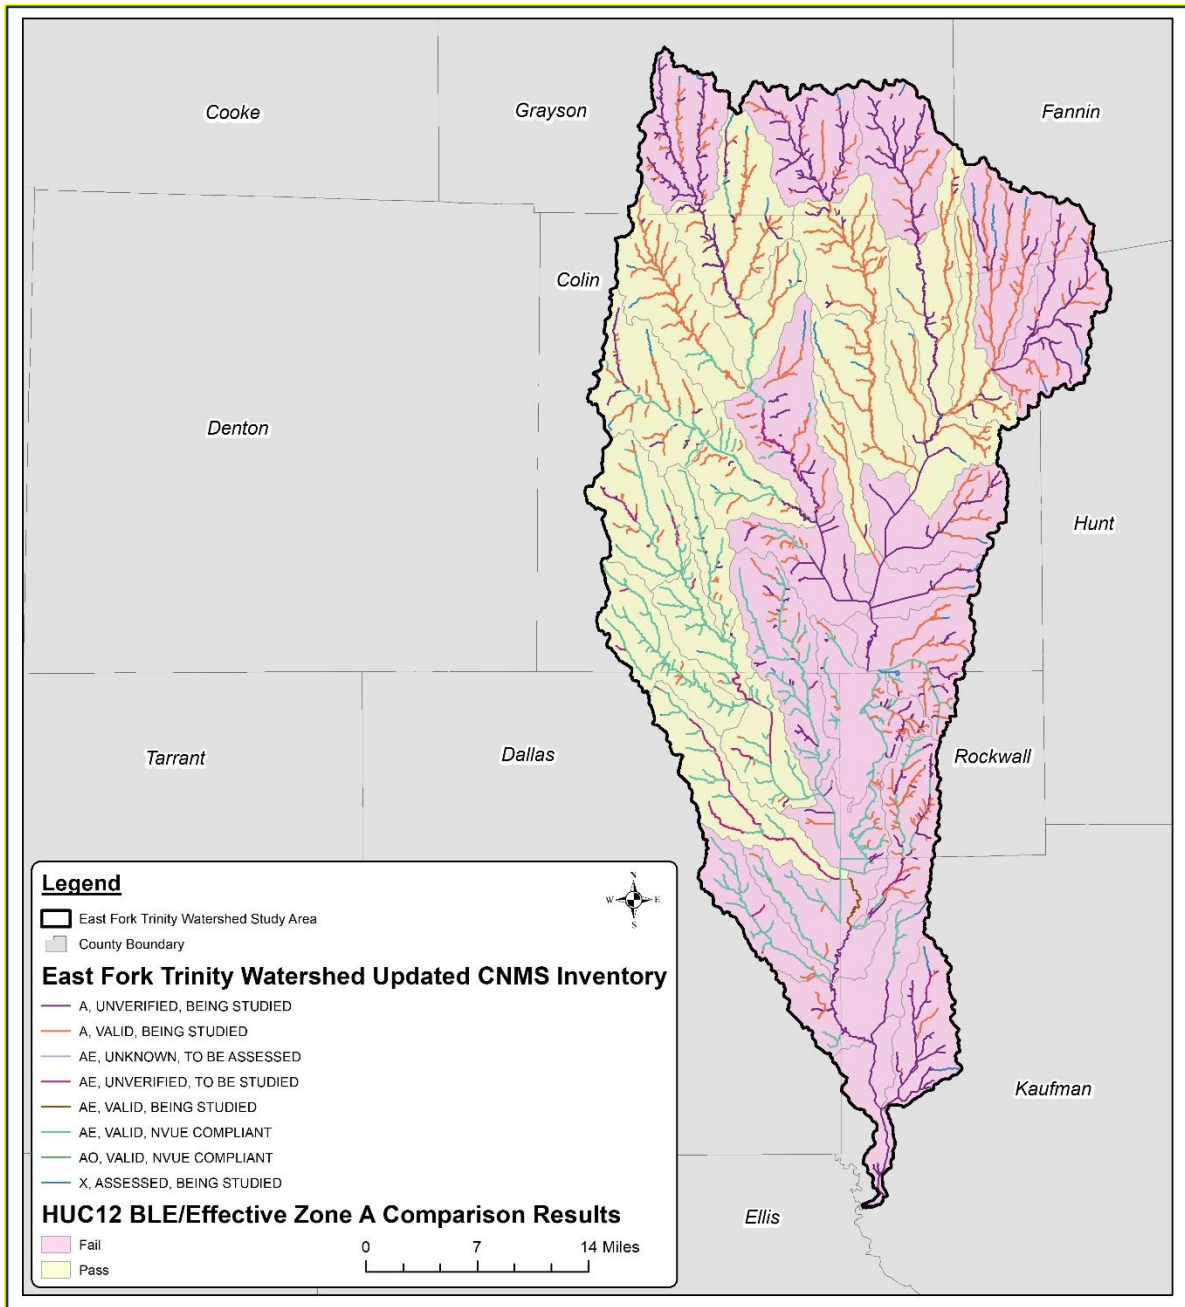 Cooke
Grayson
Fannin
Colin
Denton
Hunt
Tarrant
Dallas
Rockwall
Kaufman
Ellis
Legend
N
W E
S
East Fork Trinity Watershed Study Area
County Boundary
East Fork Trinity Watershed Updated CNMS Inventory
A, UNVERIFIED, BEING STUDIED
A, VALID, BEING STUDIED
AE, UNKNOWN, TO BE ASSESSED
AE, UNVERIFIED, TO BE STUDIED
AE, VALID, BEING STUDIED
AE, VALID, NVUE COMPLIANT
AO, VALID, NVUE COMPLIANT
X, ASSESSED, BEING STUDIED
HUC12 BLE/Effective Zone A Comparison Results
Fail
Pass
0 7 14 Miles